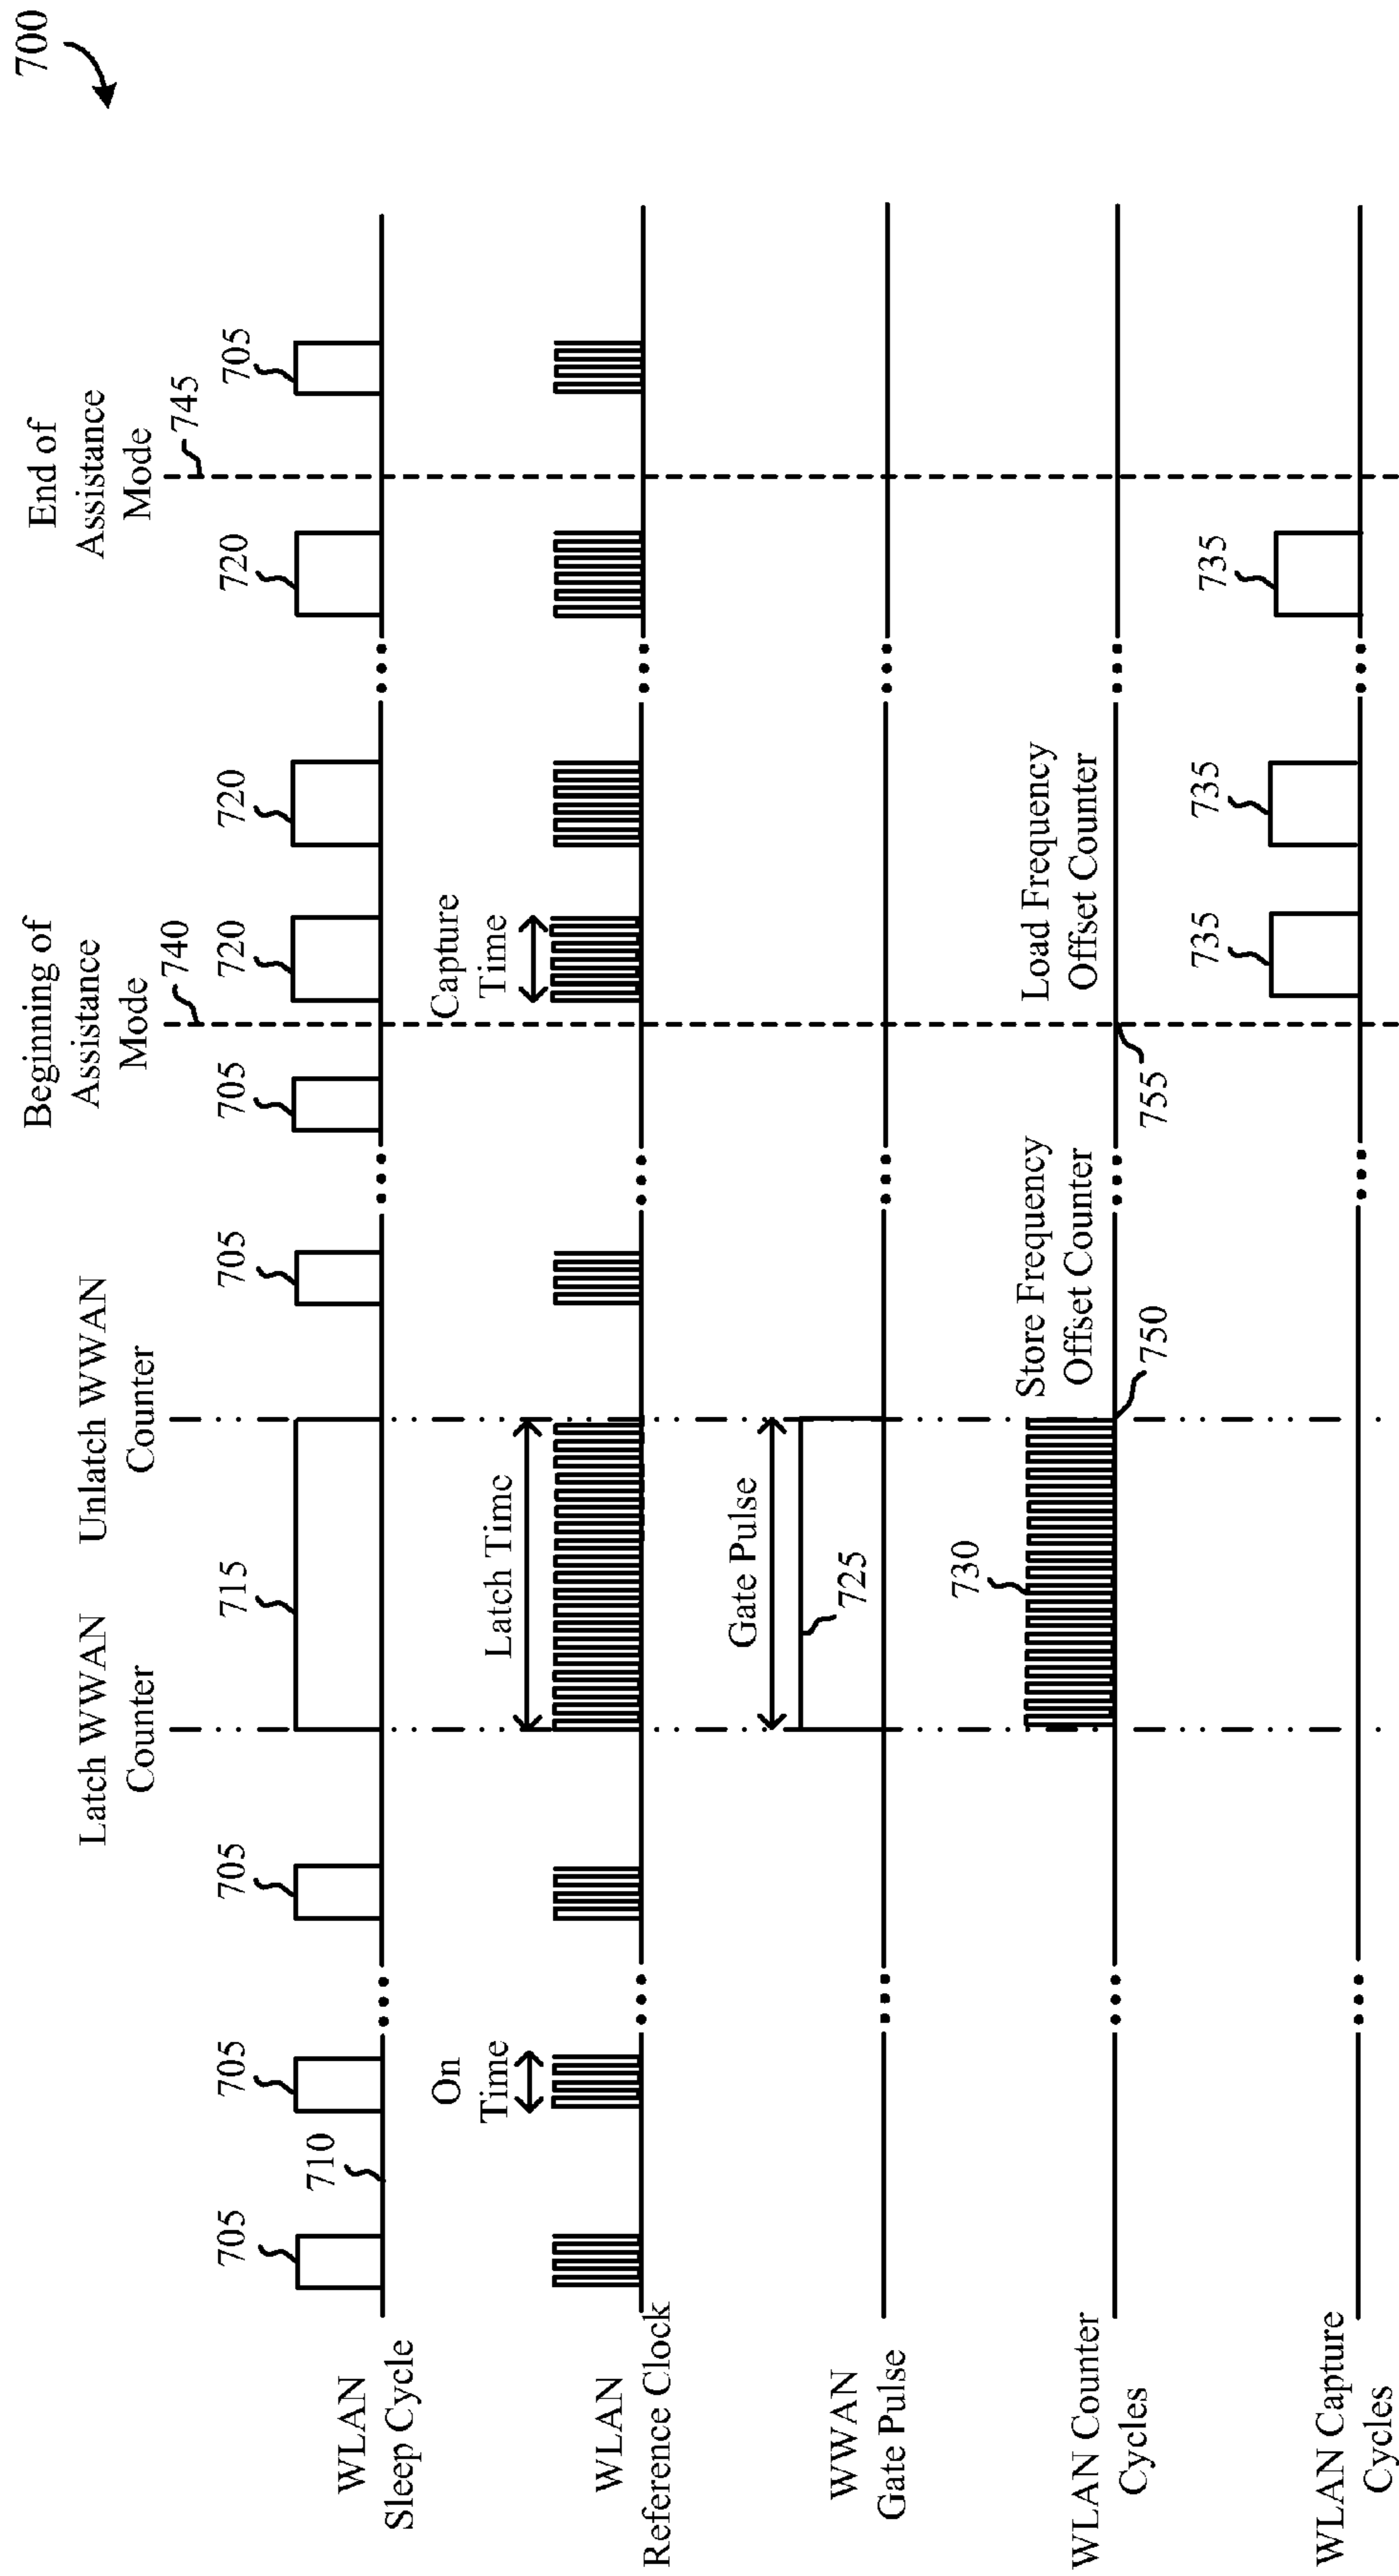 700
Latch WWAN
Counter
Unlatch WWAN
Counter
Beginning of
Assistance
Mode
740
End of
Assistance
Mode
745
WLAN
Sleep Cycle
705
710
705
705
715
705
705
720
720
720
705
WLAN
Reference Clock
On
Time
Latch Time
Capture
Time
WWAN
Gate Pulse
Gate Pulse
725
WLAN Counter
Cycles
730
Store Frequency
Offset Counter
750
Load Frequency
Offset Counter
755
WLAN Capture
Cycles
735
735
735